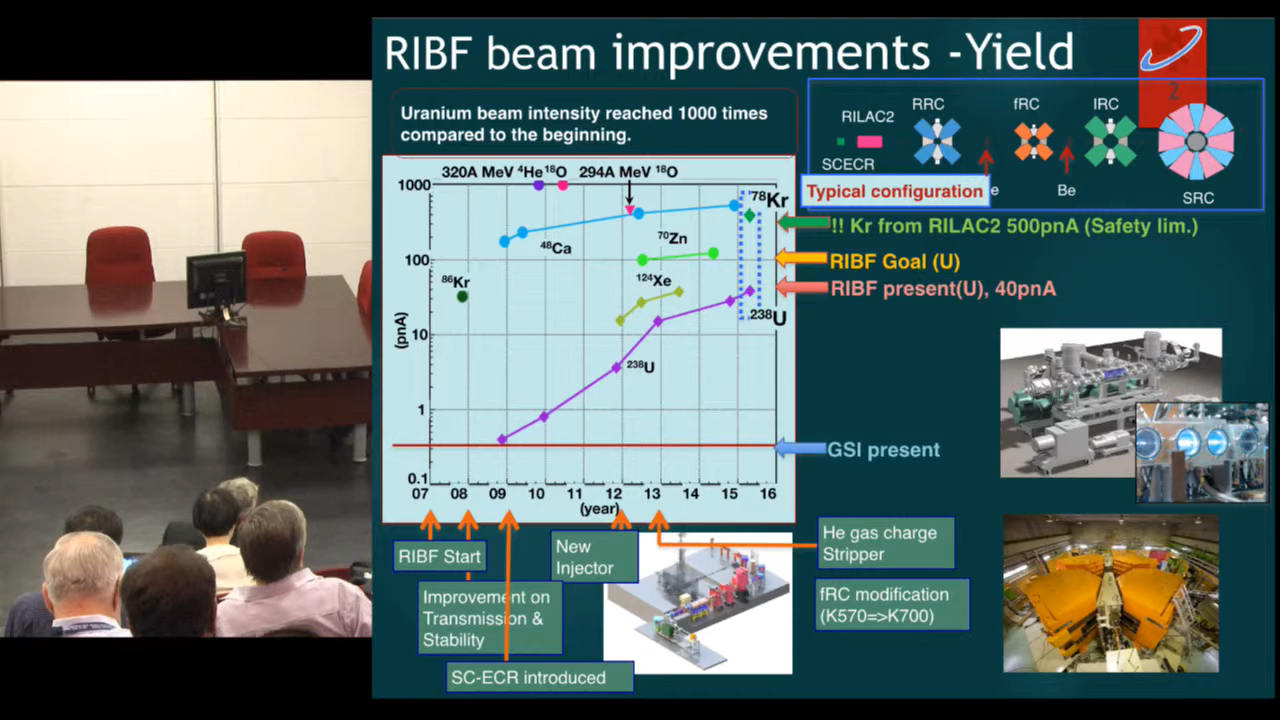 RIBF beam improvements -Yield
2
Uranium beam intensity reached 1000 times
compared to the beginning.
RILAC2
RRC
fRC
IRC
SCECR
Typical configuration
e
Be
SRC
320A MeV ⁴He ¹⁸O
294A MeV ¹⁸O
1000
100
10
1
0.1
(pnA)
⁷⁸Kr
⁴⁸Ca
⁷⁰Zn
⁸⁶Kr
¹²⁴Xe
²³⁸U
²³⁸U
07 08 09 10 11 12 13 14 15 16
(year)
!! Kr from RILAC2 500pnA (Safety lim.)
RIBF Goal (U)
RIBF present(U), 40pnA
GSI present
RIBF Start
New
Injector
He gas charge
Stripper
Improvement on
Transmission &
Stability
fRC modification
(K570=>K700)
SC-ECR introduced